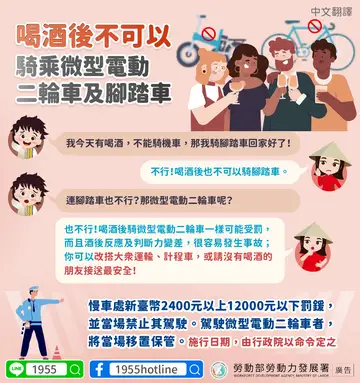 中文翻譯
喝酒後不可以
騎乘微型電動
二輪車及腳踏車
我今天有喝酒，不能騎機車，那我騎腳踏車回家好了！
不行！喝酒後也不可以騎腳踏車。
連腳踏車也不行？那微型電動二輪車呢？
也不行！喝酒後騎微型電動二輪車一樣可能受罰，
而且酒後反應及判斷力變差，很容易發生事故；
你可以改搭大眾運輸、計程車，或請沒有喝酒的
朋友接送最安全！
慢車處新臺幣2400元以上12000元以下罰鍰，
並當場禁止其駕駛。駕駛微型電動二輪車者，
將當場移置保管。施行日期，由行政院以命令定之
LINE 1955
f 1955hotline
勞動部勞動力發展署 廣告
WORKFORCE DEVELOPMENT AGENCY, MINISTRY OF LABOR